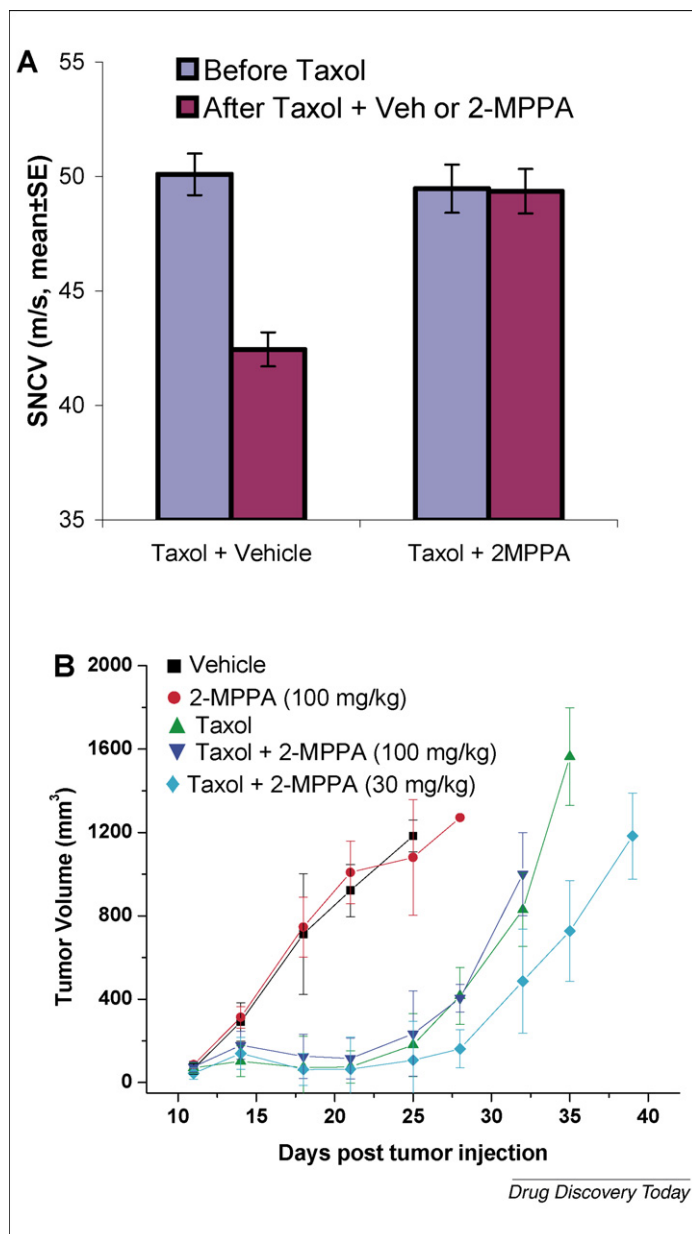 A
55
50
45
40
35
SNCV (m/s, mean±SE)
Before Taxol
After Taxol + Veh or 2-MPPA
Taxol + Vehicle
Taxol + 2MPPA
B
2000
1600
1200
800
400
0
Tumor Volume (mm³)
Vehicle
2-MPPA (100 mg/kg)
Taxol
Taxol + 2-MPPA (100 mg/kg)
Taxol + 2-MPPA (30 mg/kg)
10 15 20 25 30 35 40
Days post tumor injection
Drug Discovery Today